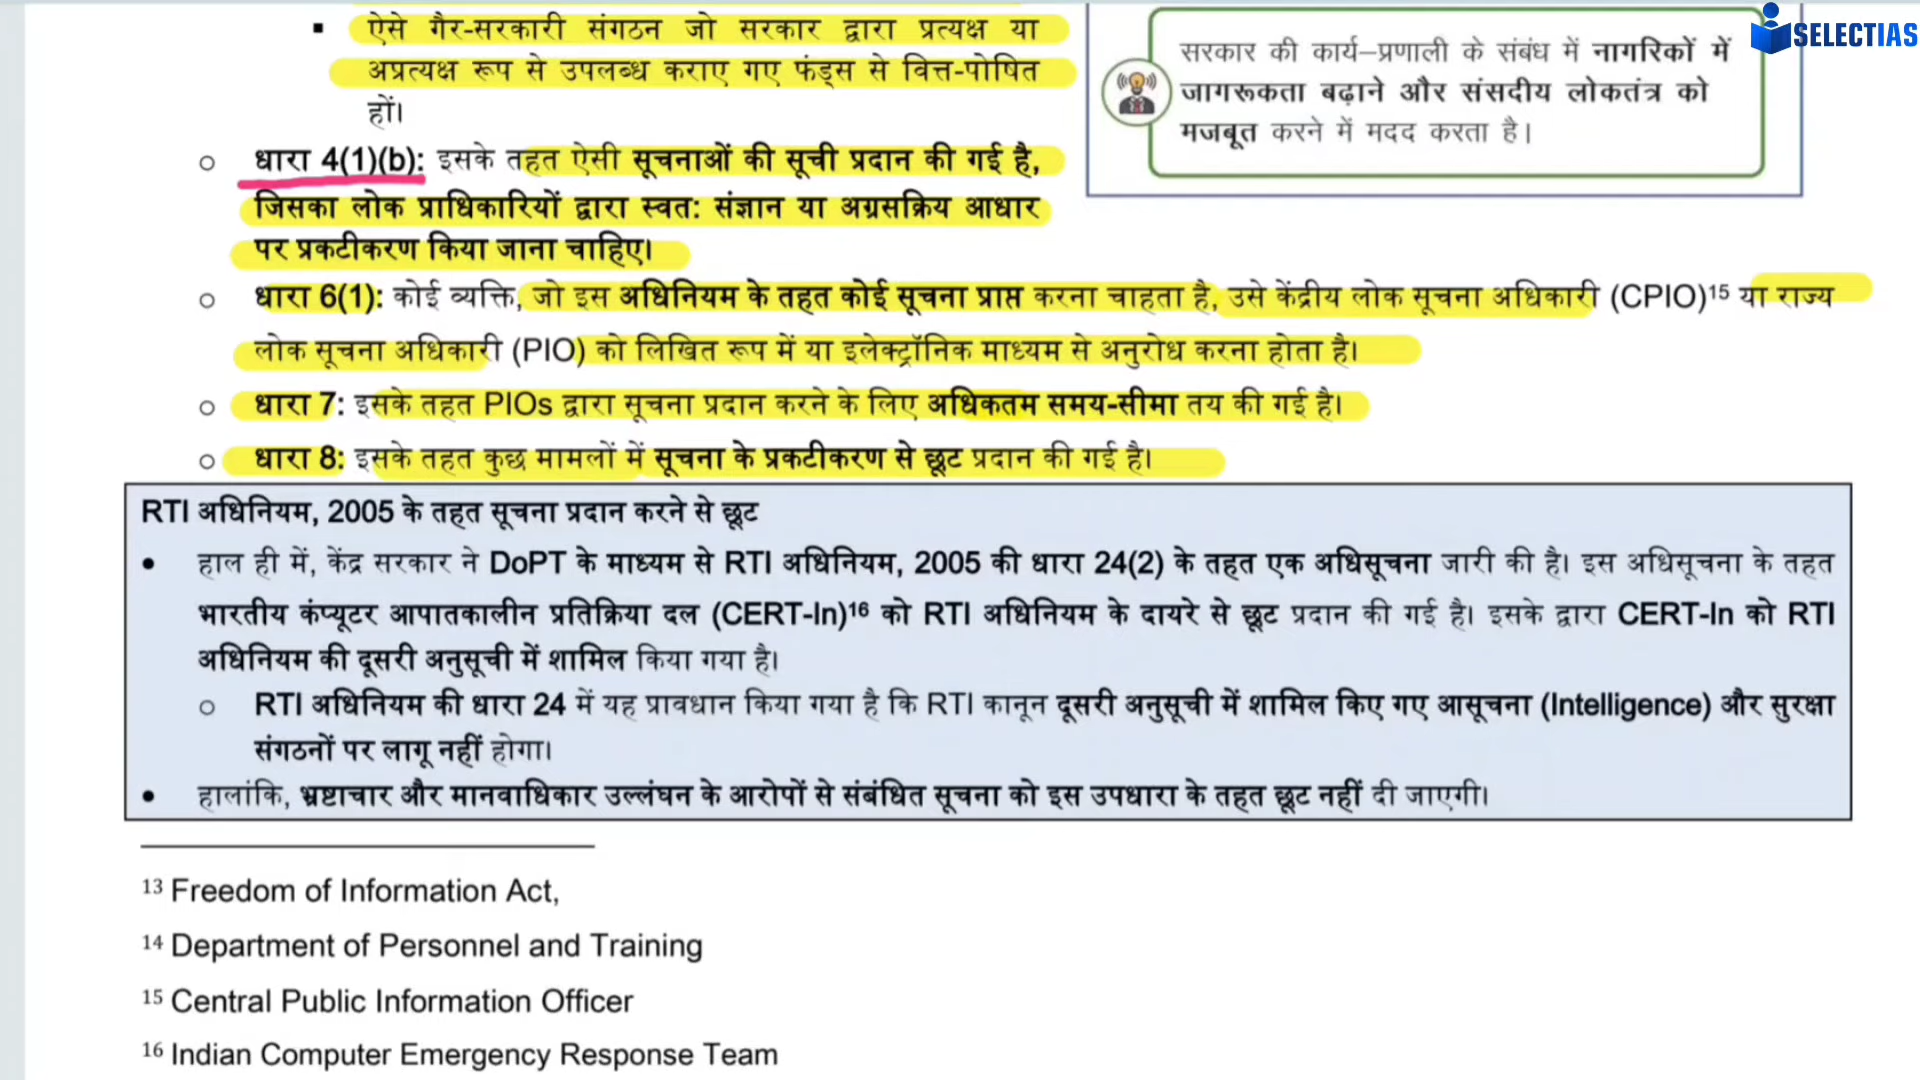 ऐसे गैर-सरकारी संगठन जो सरकार द्वारा प्रत्यक्ष या
अप्रत्यक्ष रूप से उपलब्ध कराए गए फंड्स से वित्त-पोषित
हों।
सरकार की कार्य–प्रणाली के संबंध में नागरिकों में
जागरूकता बढ़ाने और संसदीय लोकतंत्र को
मजबूत करने में मदद करता है।
SELECTIAS
धारा 4(1)(b): इसके तहत ऐसी सूचनाओं की सूची प्रदान की गई है,
जिसका लोक प्राधिकारियों द्वारा स्वत: संज्ञान या अग्रसक्रिय आधार
पर प्रकटीकरण किया जाना चाहिए।
धारा 6(1): कोई व्यक्ति, जो इस अधिनियम के तहत कोई सूचना प्राप्त करना चाहता है, उसे केंद्रीय लोक सूचना अधिकारी (CPIO)15 या राज्य
लोक सूचना अधिकारी (PIO) को लिखित रूप में या इलेक्ट्रॉनिक माध्यम से अनुरोध करना होता है।
धारा 7: इसके तहत PIOs द्वारा सूचना प्रदान करने के लिए अधिकतम समय-सीमा तय की गई है।
धारा 8: इसके तहत कुछ मामलों में सूचना के प्रकटीकरण से छूट प्रदान की गई है।
RTI अधिनियम, 2005 के तहत सूचना प्रदान करने से छूट
हाल ही में, केंद्र सरकार ने DoPT के माध्यम से RTI अधिनियम, 2005 की धारा 24(2) के तहत एक अधिसूचना जारी की है। इस अधिसूचना के तहत
भारतीय कंप्यूटर आपातकालीन प्रतिक्रिया दल (CERT-In)16 को RTI अधिनियम के दायरे से छूट प्रदान की गई है। इसके द्वारा CERT-In को RTI
अधिनियम की दूसरी अनुसूची में शामिल किया गया है।
RTI अधिनियम की धारा 24 में यह प्रावधान किया गया है कि RTI कानून दूसरी अनुसूची में शामिल किए गए आसूचना (Intelligence) और सुरक्षा
संगठनों पर लागू नहीं होगा।
हालांकि, भ्रष्टाचार और मानवाधिकार उल्लंघन के आरोपों से संबंधित सूचना को इस उपधारा के तहत छूट नहीं दी जाएगी।
13 Freedom of Information Act,
14 Department of Personnel and Training
15 Central Public Information Officer
16 Indian Computer Emergency Response Team